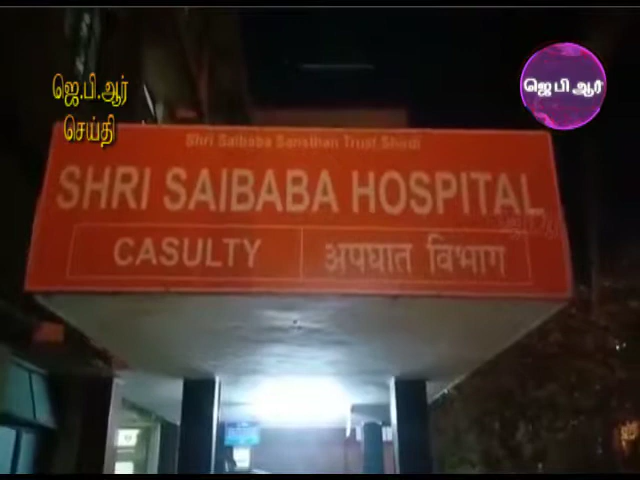 ஜெ.பி.ஆர்
செய்தி
ஜெ பி ஆர்
Shri Saibaba Sansthan Trust, Shirdi
SHRI SAIBABA HOSPITAL
CASULTY
अपघात विभाग